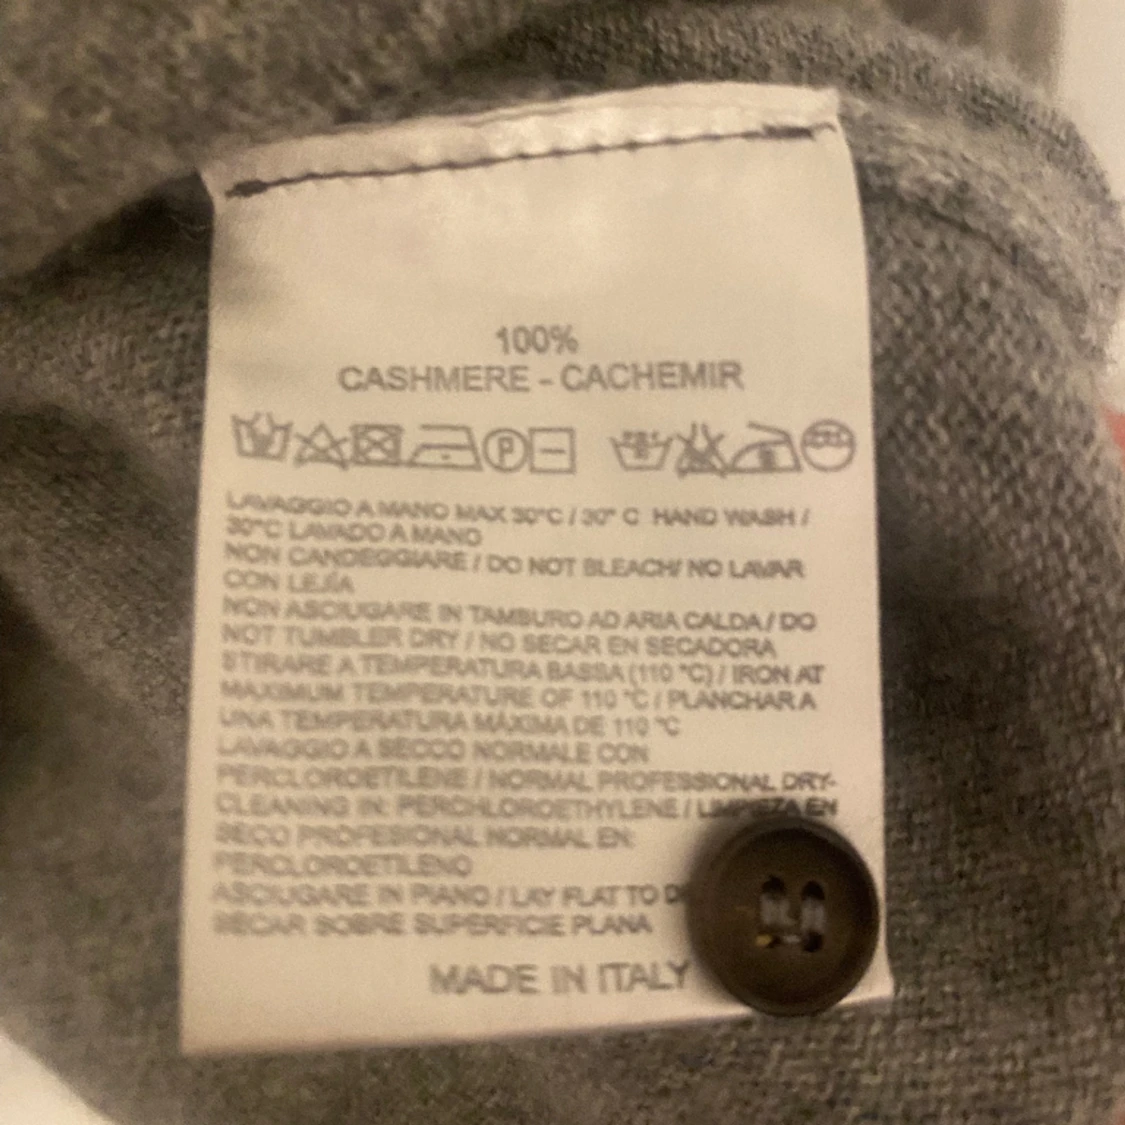 100%
CASHMERE - CACHEMIR
P
LAVAGGIO A MANO MAX 30°C / 30° C HAND WASH /
30°C LAVADO A MANO
NON CANDEGGIARE / DO NOT BLEACH/ NO LAVAR
CON LEJÍA
NON ASCIUGARE IN TAMBURO AD ARIA CALDA / DO
NOT TUMBLER DRY / NO SECAR EN SECADORA
STIRARE A TEMPERATURA BASSA (110 °C) / IRON AT
MAXIMUM TEMPERATURE OF 110 °C / PLANCHAR A
UNA TEMPERATURA MÁXIMA DE 110 °C
LAVAGGIO A SECCO NORMALE CON
PERCLOROETILENE / NORMAL PROFESSIONAL DRY-
CLEANING IN: PERCHLOROETHYLENE / LIMPIEZA EN
SECO PROFESIONAL NORMAL EN:
PERCLOROETILENO
ASCIUGARE IN PIANO / LAY FLAT TO
SECAR SOBRE SUPERFICIE PLANA
MADE IN ITALY